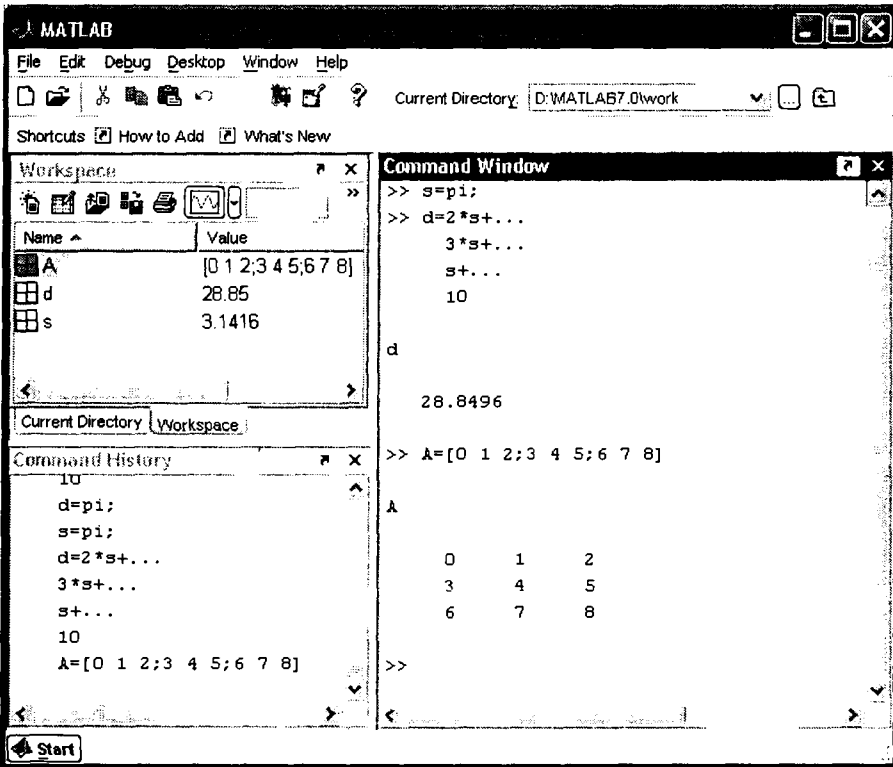 MATLAB
File Edit Debug Desktop Window Help
Current Directory: D:\MATLAB7.0\work
Shortcuts How to Add What's New
Workspace
Name Value
A [0 1 2;3 4 5;6 7 8]
d 28.85
s 3.1416
Current Directory Workspace
Command History
10
d=pi;
s=pi;
d=2*s+...
3*s+...
s+...
10
A=[0 1 2;3 4 5;6 7 8]
Command Window
>> s=pi;
>> d=2*s+...
3*s+...
s+...
10
d
28.8496
>> A=[0 1 2;3 4 5;6 7 8]
A
0 1 2
3 4 5
6 7 8
>>
Start